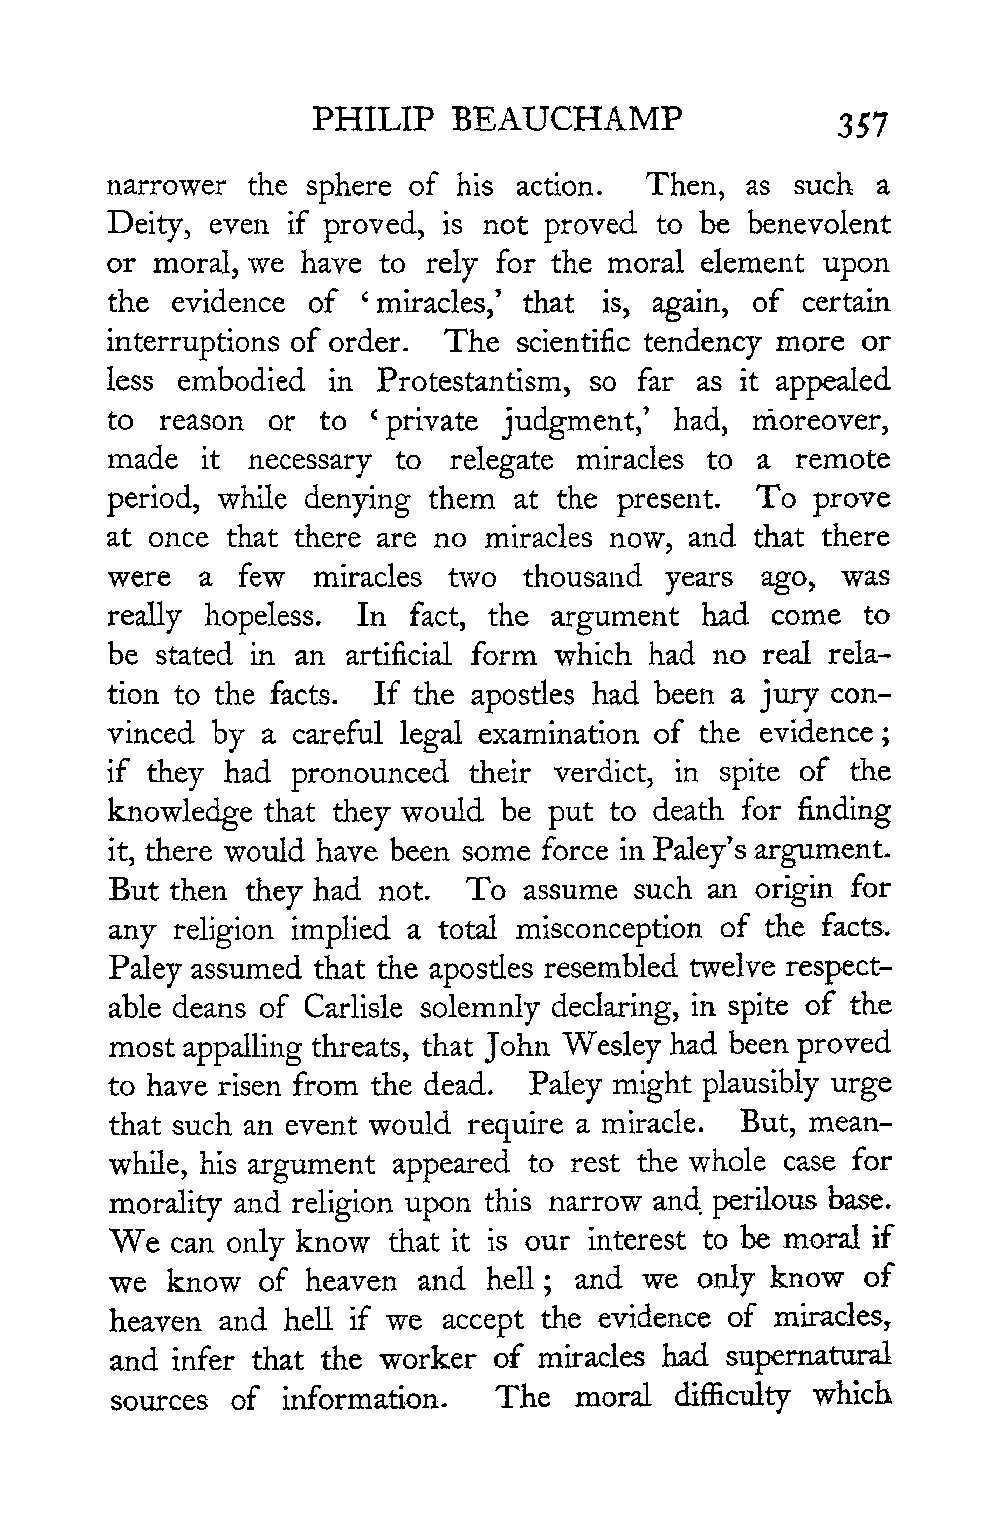 PHILIP BEAUCHAMP 357
narrower the sphere of his action. Then, as such a
Deity, even if proved, is not proved to be benevolent
or moral, we have to rely for the moral element upon
the evidence of ‘miracles,’ that is, again, of certain
interruptions of order. The scientific tendency more or
less embodied in Protestantism, so far as it appealed
to reason or to ‘private judgment,’ had, moreover,
made it necessary to relegate miracles to a remote
period, while denying them at the present. To prove
at once that there are no miracles now, and that there
were a few miracles two thousand years ago, was
really hopeless. In fact, the argument had come to
be stated in an artificial form which had no real rela-
tion to the facts. If the apostles had been a jury con-
vinced by a careful legal examination of the evidence;
if they had pronounced their verdict, in spite of the
knowledge that they would be put to death for finding
it, there would have been some force in Paley’s argument.
But then they had not. To assume such an origin for
any religion implied a total misconception of the facts.
Paley assumed that the apostles resembled twelve respect-
able deans of Carlisle solemnly declaring, in spite of the
most appalling threats, that John Wesley had been proved
to have risen from the dead. Paley might plausibly urge
that such an event would require a miracle. But, mean-
while, his argument appeared to rest the whole case for
morality and religion upon this narrow and perilous base.
We can only know that it is our interest to be moral if
we know of heaven and hell; and we only know of
heaven and hell if we accept the evidence of miracles,
and infer that the worker of miracles had supernatural
sources of information. The moral difficulty which